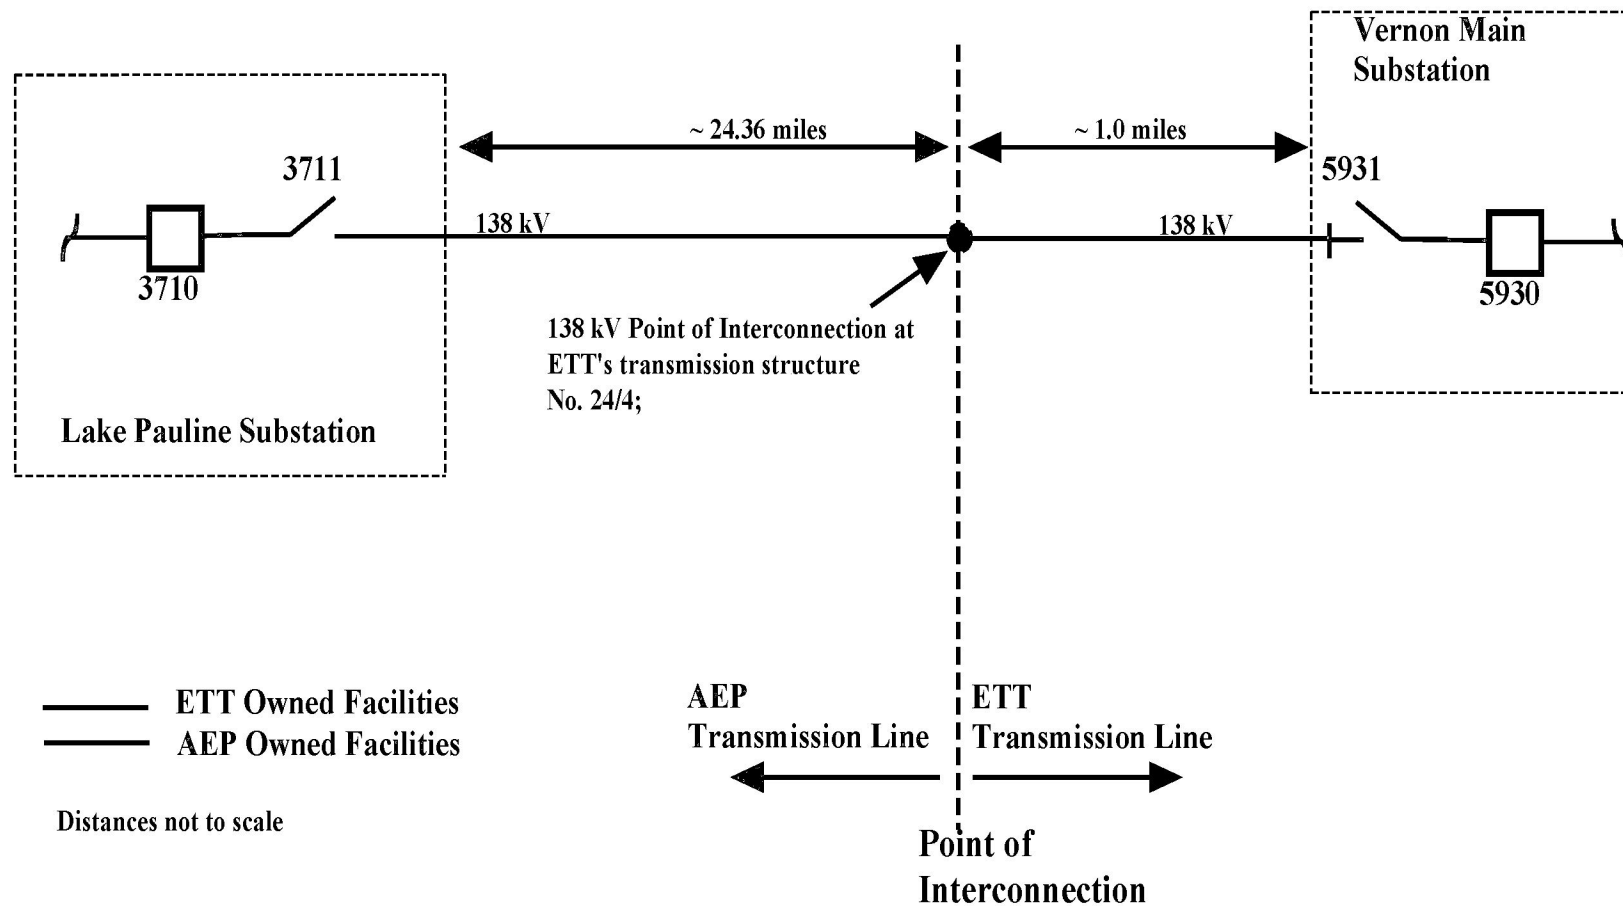 Vernon Main
Substation
~ 24.36 miles
~ 1.0 miles
3711
5931
138 kV
138 kV
3710
5930
138 kV Point of Interconnection at
ETT's transmission structure
No. 24/4;
Lake Pauline Substation
ETT Owned Facilities
AEP Owned Facilities
AEP
Transmission Line
ETT
Transmission Line
Distances not to scale
Point of
Interconnection